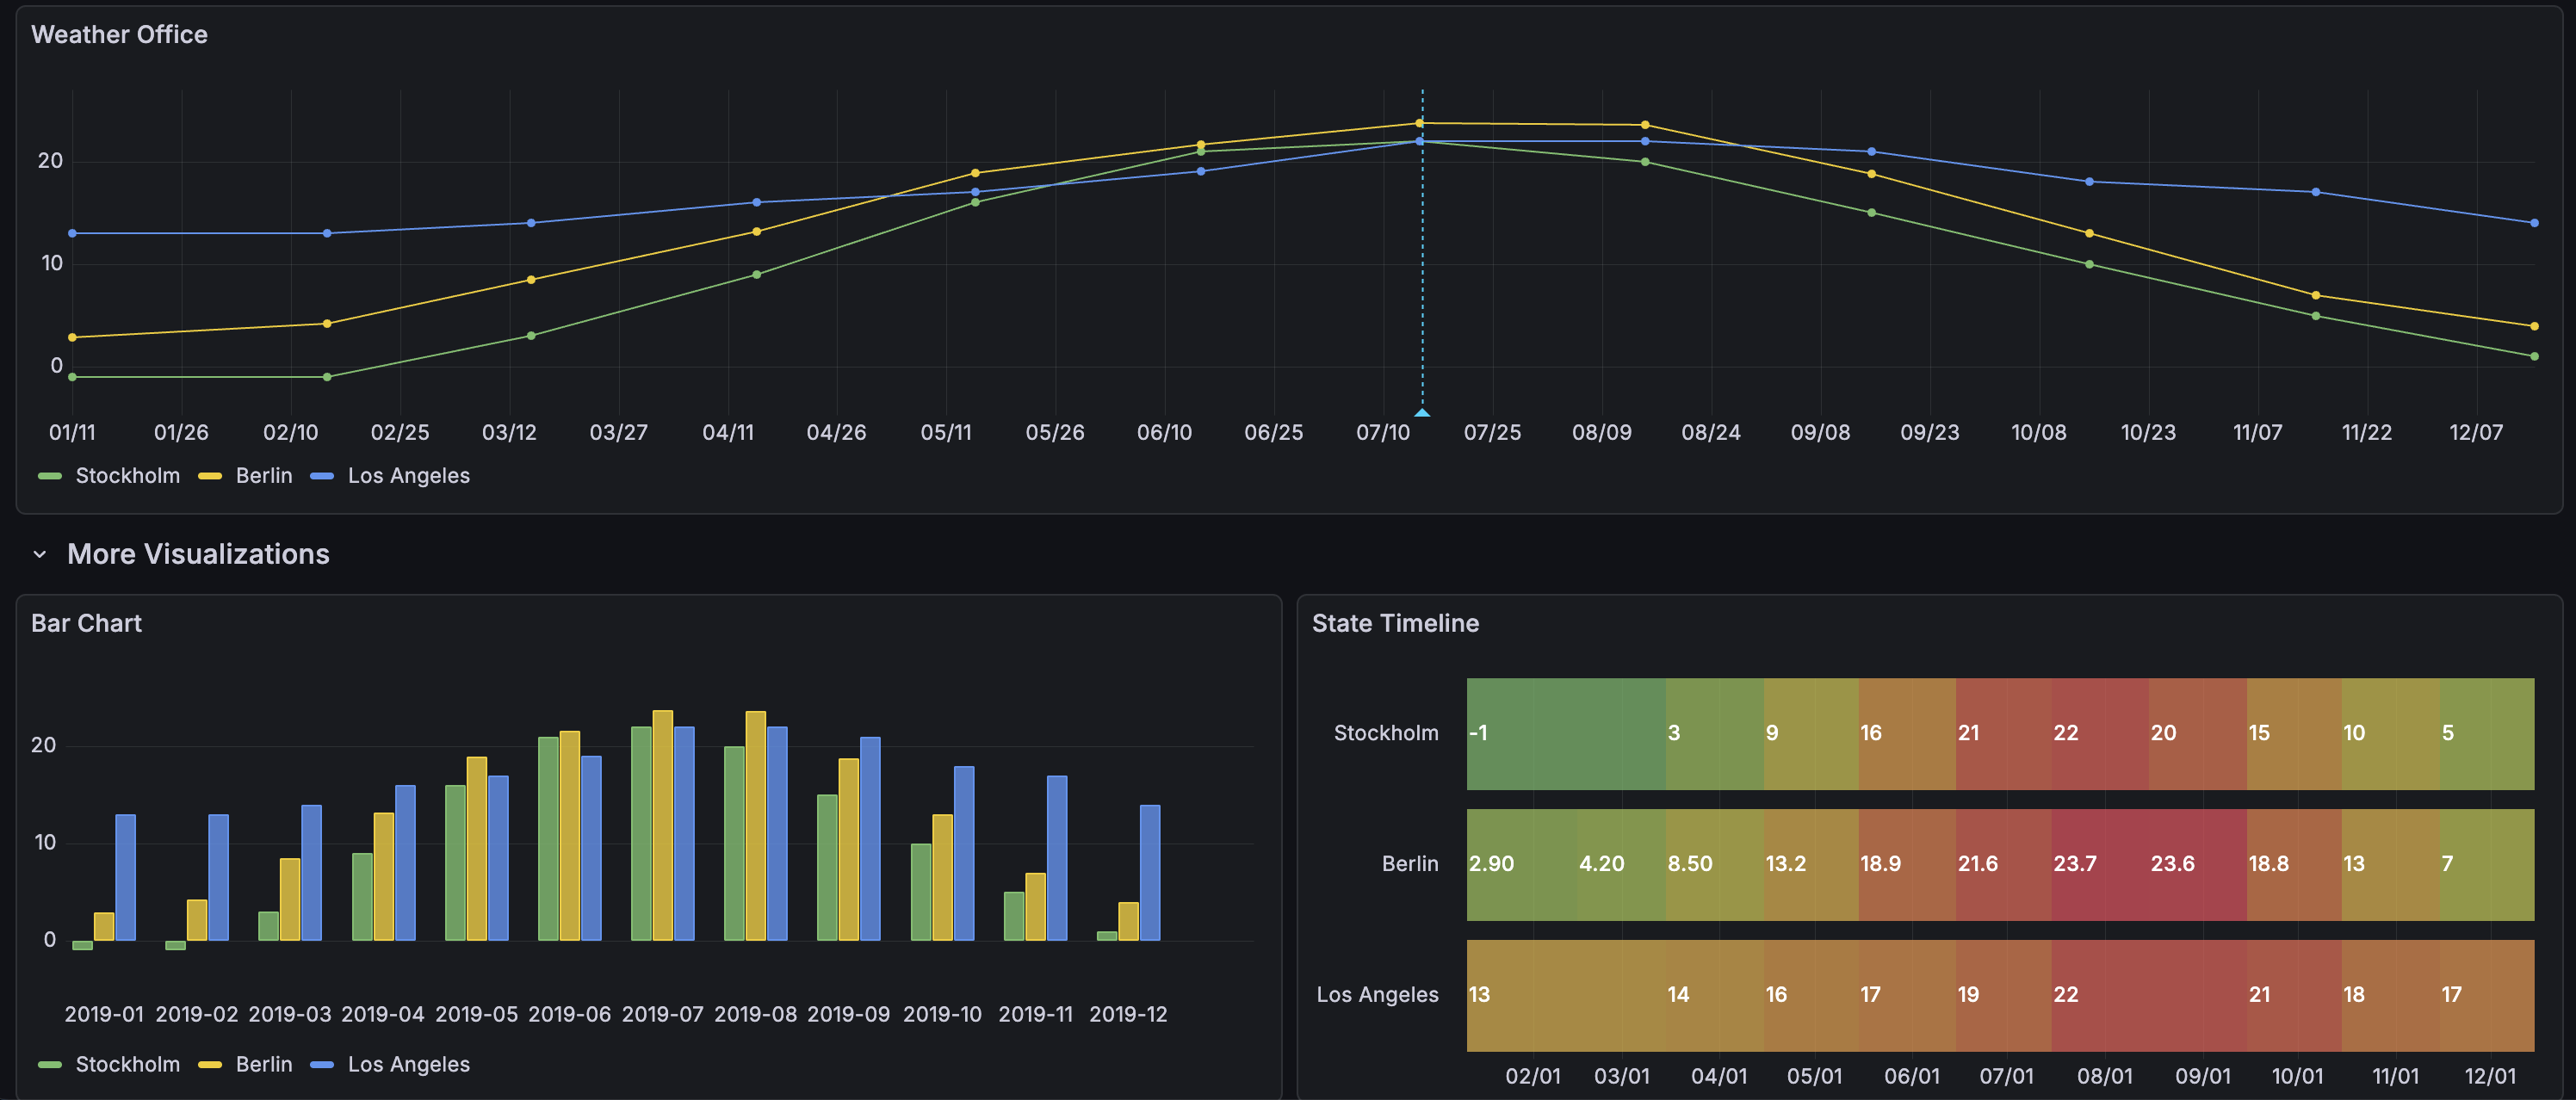 Weather Office
20
10
0
01/11 01/26 02/10 02/25 03/12 03/27 04/11 04/26 05/11 05/26 06/10 06/25 07/10 07/25 08/09 08/24 09/08 09/23 10/08 10/23 11/07 11/22 12/07
Stockholm Berlin Los Angeles
More Visualizations
Bar Chart
20
10
0
2019-01 2019-02 2019-03 2019-04 2019-05 2019-06 2019-07 2019-08 2019-09 2019-10 2019-11 2019-12
Stockholm Berlin Los Angeles
State Timeline
Stockholm -1 3 9 16 21 22 20 15 10 5
Berlin 2.90 4.20 8.50 13.2 18.9 21.6 23.7 23.6 18.8 13 7
Los Angeles 13 14 16 17 19 22 21 18 17
02/01 03/01 04/01 05/01 06/01 07/01 08/01 09/01 10/01 11/01 12/01